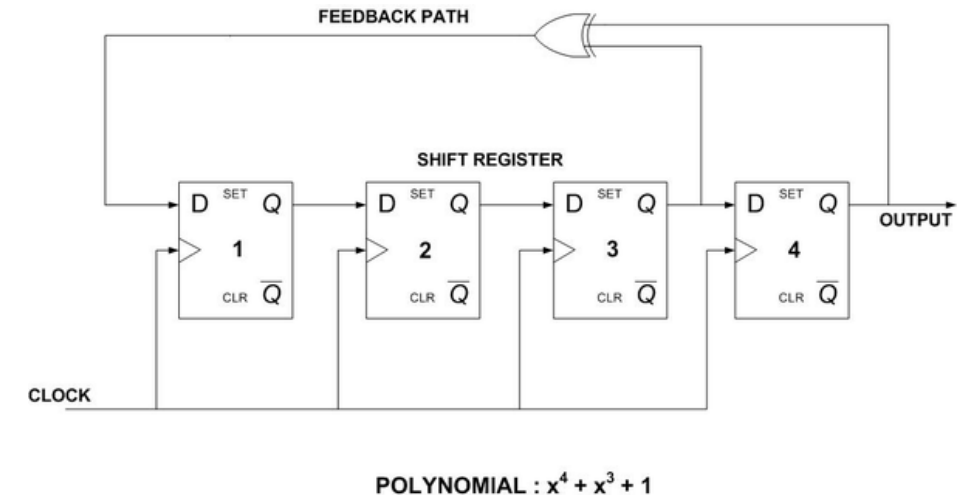 FEEDBACK PATH
SHIFT REGISTER
D SET Q D SET Q D SET Q D SET Q
OUTPUT
1 2 3 4
CLR Q̅ CLR Q̅ CLR Q̅ CLR Q̅
CLOCK
POLYNOMIAL : x⁴ + x³ + 1